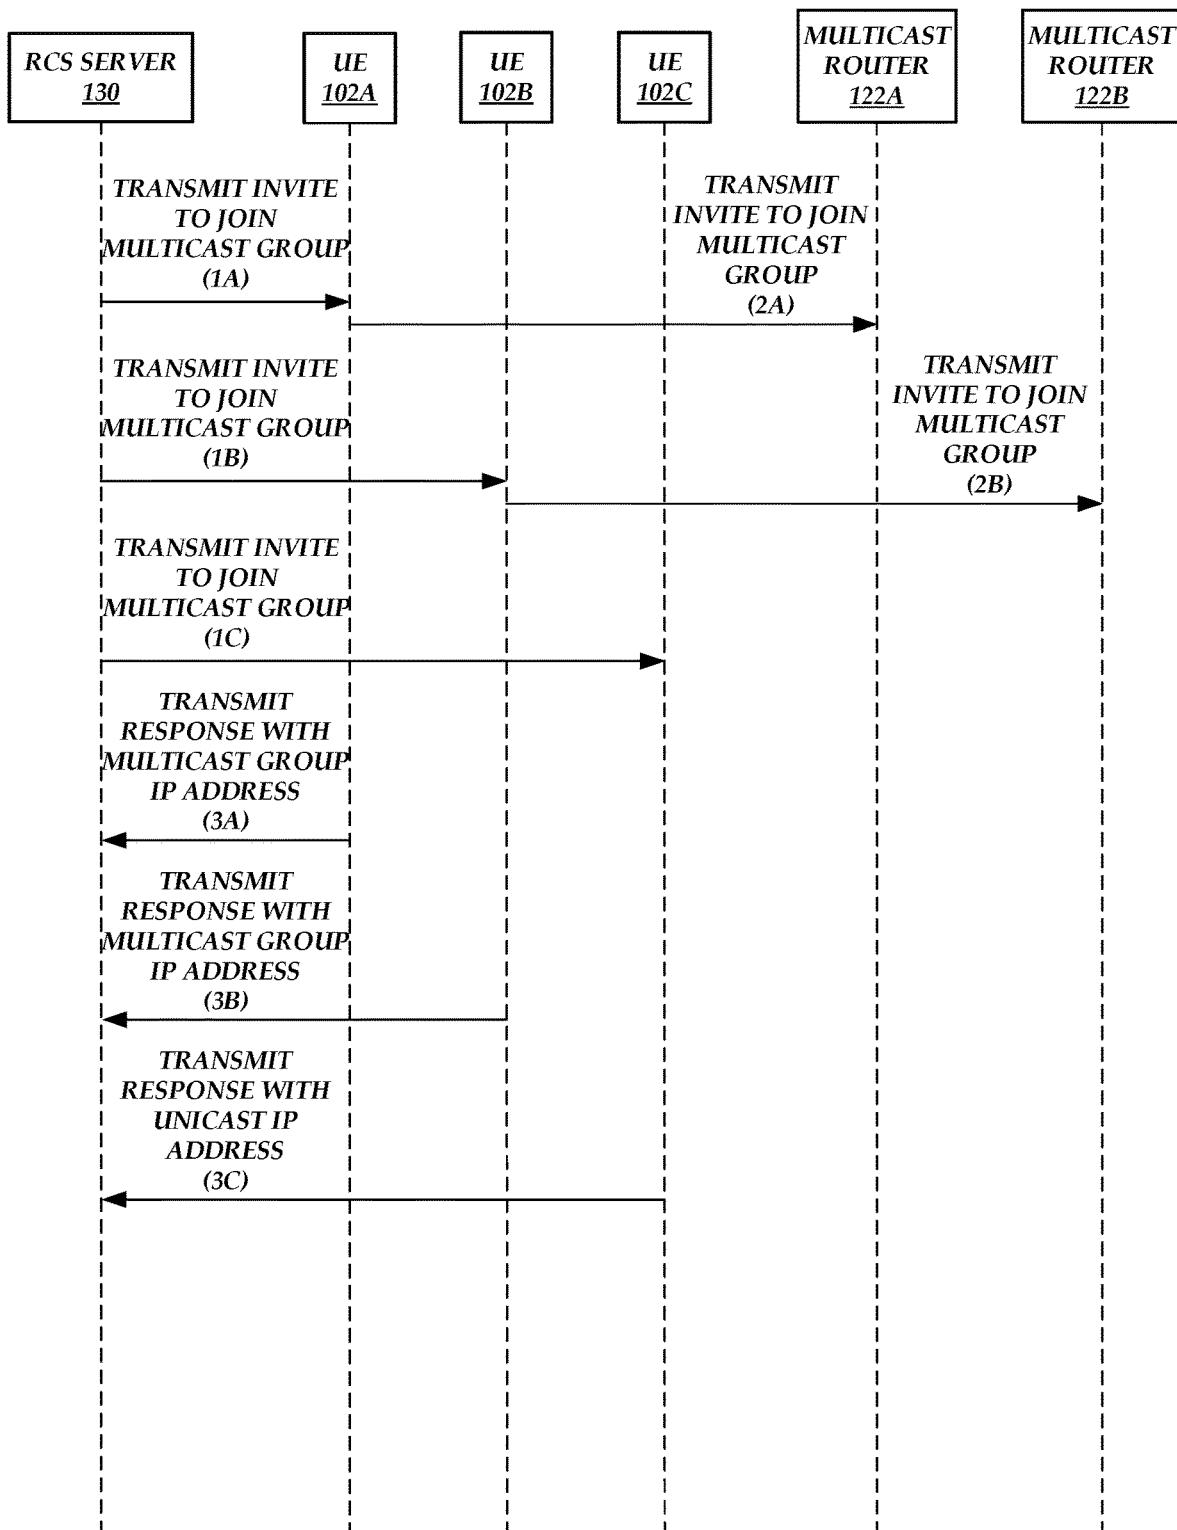 RCS SERVER
130
UE
102A
UE
102B
UE
102C
MULTICAST
ROUTER
122A
MULTICAST
ROUTER
122B
TRANSMIT INVITE
TO JOIN
MULTICAST GROUP
(1A)
TRANSMIT
INVITE TO JOIN
MULTICAST
GROUP
(2A)
TRANSMIT INVITE
TO JOIN
MULTICAST GROUP
(1B)
TRANSMIT
INVITE TO JOIN
MULTICAST
GROUP
(2B)
TRANSMIT INVITE
TO JOIN
MULTICAST GROUP
(1C)
TRANSMIT
RESPONSE WITH
MULTICAST GROUP
IP ADDRESS
(3A)
TRANSMIT
RESPONSE WITH
MULTICAST GROUP
IP ADDRESS
(3B)
TRANSMIT
RESPONSE WITH
UNICAST IP
ADDRESS
(3C)